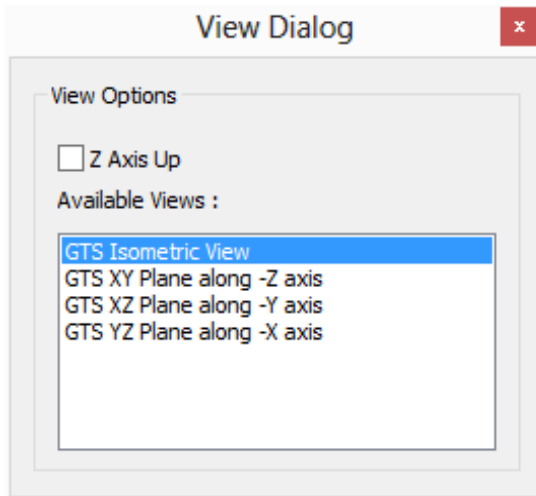 View Dialog
x
View Options
Z Axis Up
Available Views :
GTS Isometric View
GTS XY Plane along -Z axis
GTS XZ Plane along -Y axis
GTS YZ Plane along -X axis